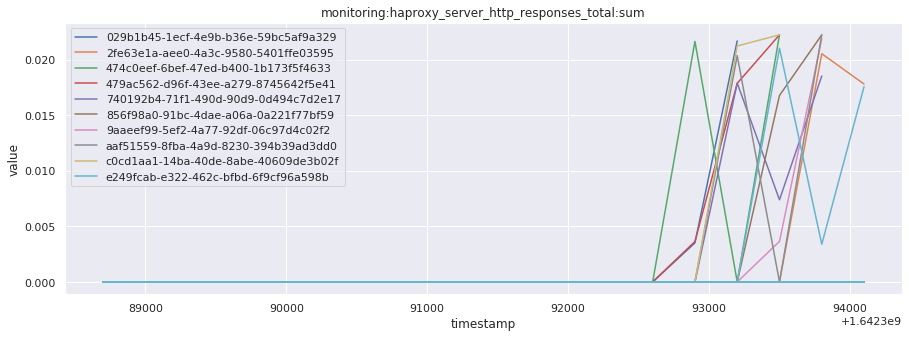 monitoring:haproxy_server_http_responses_total:sum
029b1b45-1ecf-4e9b-b36e-59bc5af9a329
2fe63e1a-aee0-4a3c-9580-5401ffe03595
474c0eef-6bef-47ed-b400-1b173f5f4633
479ac562-d96f-43ee-a279-8745642f5e41
740192b4-71f1-490d-90d9-0d494c7d2e17
856f98a0-91bc-4dae-a06a-0a221f77bf59
9aaeef99-5ef2-4a77-92df-06c97d4c02f2
aaf51559-8fba-4a9d-8230-394b39ad3dd0
c0cd1aa1-14ba-40de-8abe-40609de3b02f
e249fcab-e322-462c-bfbd-6f9cf96a598b
value
0.020
0.015
0.010
0.005
0.000
89000 90000 91000 92000 93000 94000
timestamp
+1.6423e9